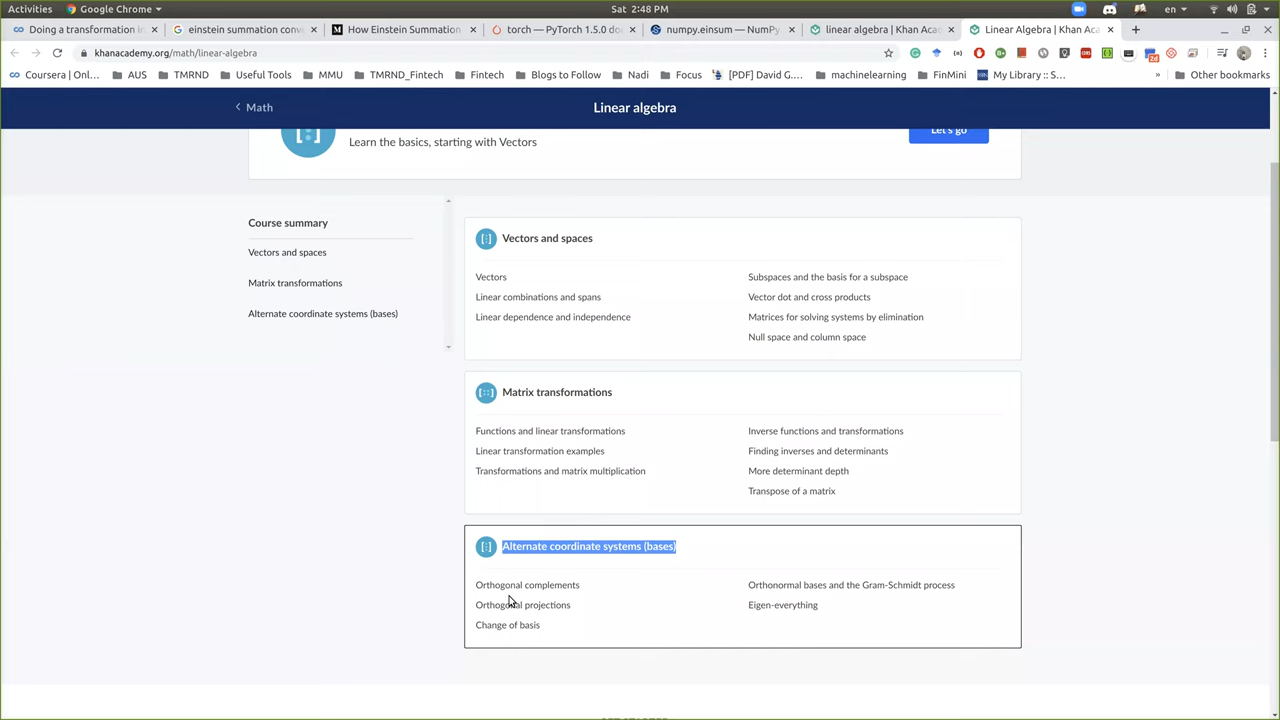 Activities Google Chrome Sat 2:48 PM en
Doing a transformation in einstein summation conve How Einstein Summation torch — PyTorch 1.5.0 do numpy.einsum — NumPy linear algebra | Khan Aca Linear Algebra | Khan Aca
khanacademy.org/math/linear-algebra
Coursera | Onl... AUS TMRND Useful Tools MMU TMRND_Fintech Fintech Blogs to Follow Nadi Focus [PDF] David G.... machinelearning FinMini My Library :: S... » Other bookmarks
Math Linear algebra
Learn the basics, starting with Vectors
Let's go
Course summary
Vectors and spaces
Matrix transformations
Alternate coordinate systems (bases)
Vectors and spaces
Vectors
Linear combinations and spans
Linear dependence and independence
Subspaces and the basis for a subspace
Vector dot and cross products
Matrices for solving systems by elimination
Null space and column space
Matrix transformations
Functions and linear transformations
Linear transformation examples
Transformations and matrix multiplication
Inverse functions and transformations
Finding inverses and determinants
More determinant depth
Transpose of a matrix
Alternate coordinate systems (bases)
Orthogonal complements
Orthogonal projections
Change of basis
Orthonormal bases and the Gram-Schmidt process
Eigen-everything